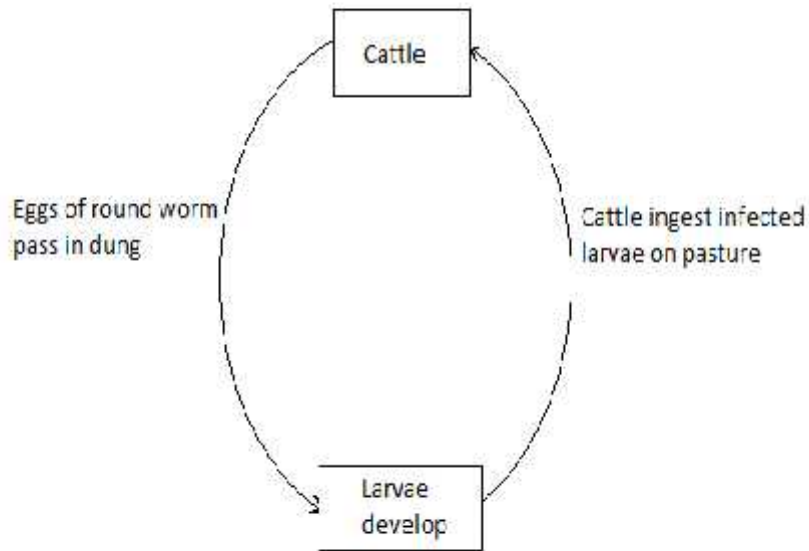 Cattle
Eggs of round worm
pass in dung
Cattle ingest infected
larvae on pasture
Larvae
develop